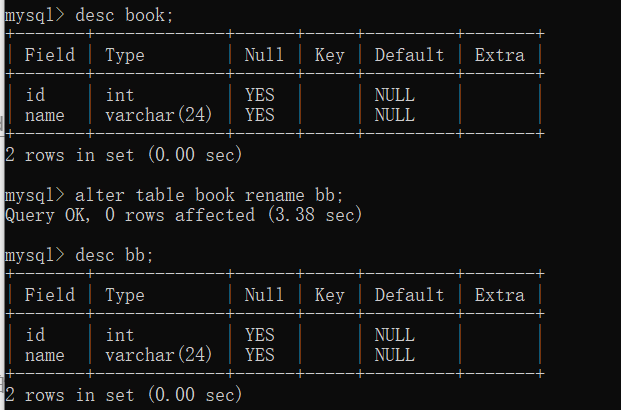 mysql> desc book;
+-------+-------------+------+-----+---------+-------+
| Field | Type        | Null | Key | Default | Extra |
+-------+-------------+------+-----+---------+-------+
| id    | int         | YES  |     | NULL    |       |
| name  | varchar(24) | YES  |     | NULL    |       |
+-------+-------------+------+-----+---------+-------+
2 rows in set (0.00 sec)
mysql> alter table book rename bb;
Query OK, 0 rows affected (3.38 sec)
mysql> desc bb;
+-------+-------------+------+-----+---------+-------+
| Field | Type        | Null | Key | Default | Extra |
+-------+-------------+------+-----+---------+-------+
| id    | int         | YES  |     | NULL    |       |
| name  | varchar(24) | YES  |     | NULL    |       |
+-------+-------------+------+-----+---------+-------+
2 rows in set (0.00 sec)